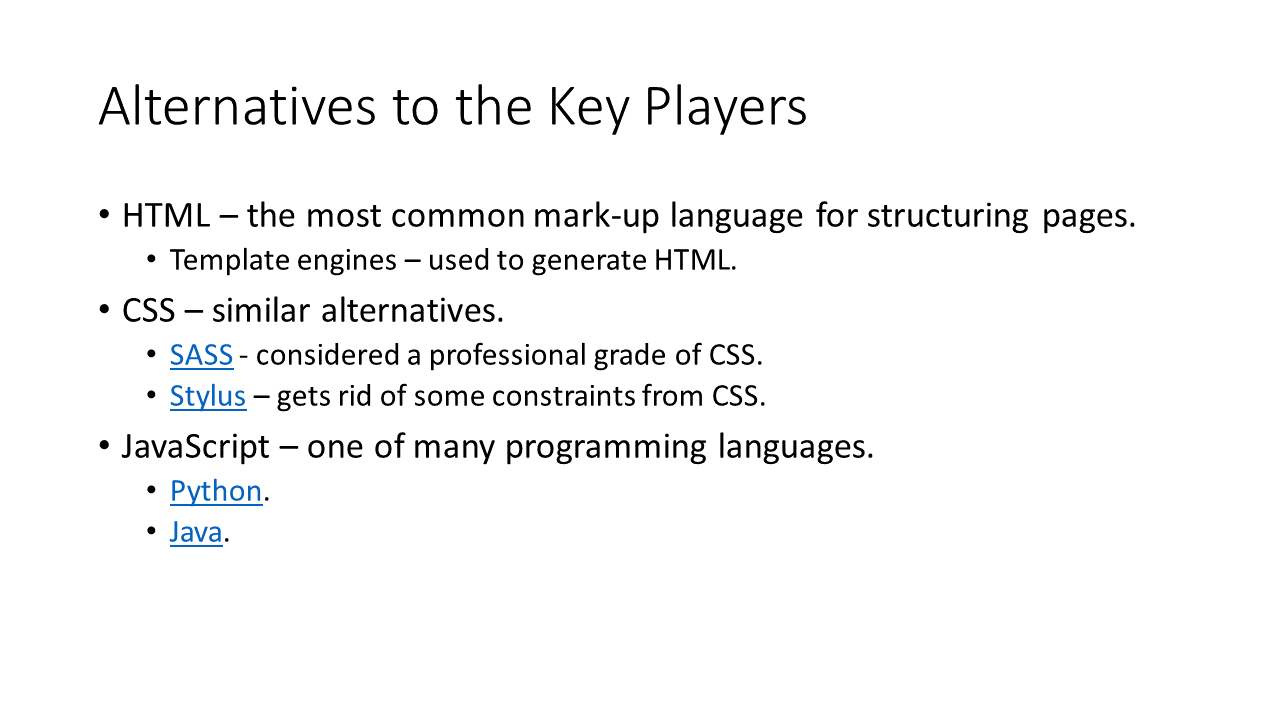 Alternatives to the Key Players
• HTML – the most common mark-up language for structuring pages.
• Template engines – used to generate HTML.
• CSS – similar alternatives.
• SASS - considered a professional grade of CSS.
• Stylus – gets rid of some constraints from CSS.
• JavaScript – one of many programming languages.
• Python.
• Java.